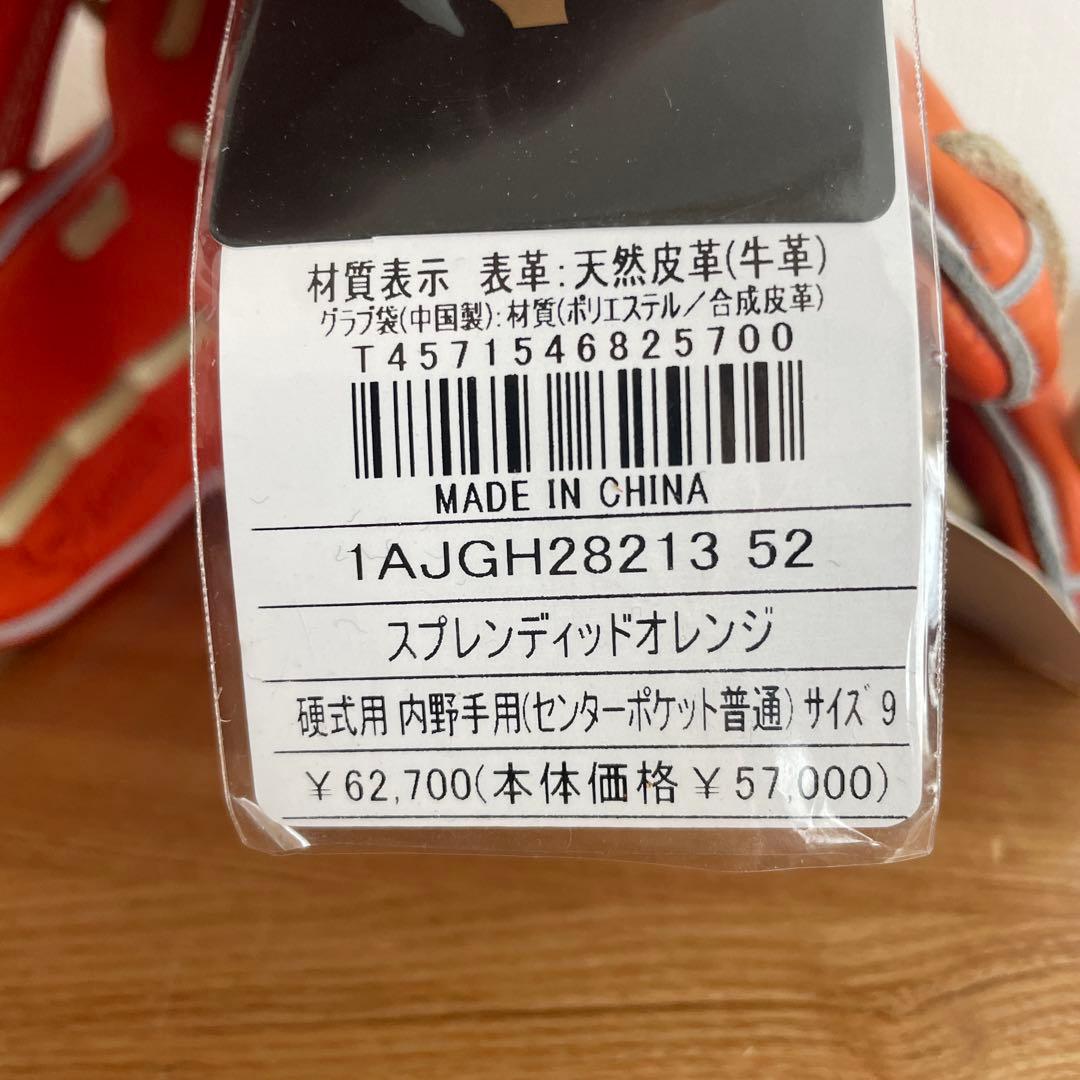 材質表示 表革:天然皮革(牛革)
グラブ袋(中国製):材質(ポリエステル/合成皮革)
T4571546825700
MADE IN CHINA
1AJGH28213 52
スプレンディッドオレンジ
硬式用 内野手用(センターポケット普通) サイズ 9
¥62,700(本体価格¥57,000)